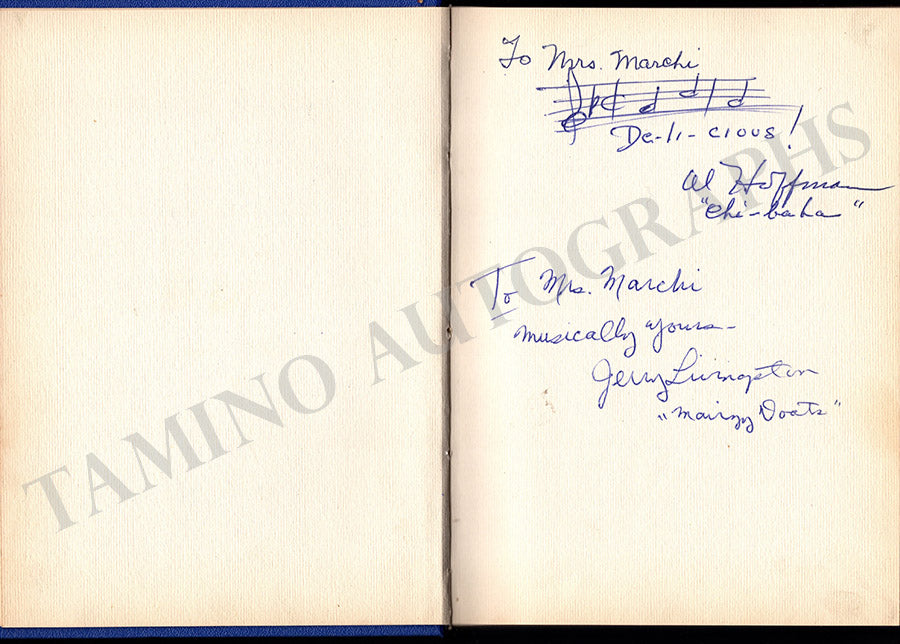 To Mrs. Marchi
De-li-cious!
Al Hoffman
"Chi-baba"
To Mrs. Marchi
musically yours-
Jerry Livingston
"Mairzy Doats"
TAMINO AUTOGRAPHS